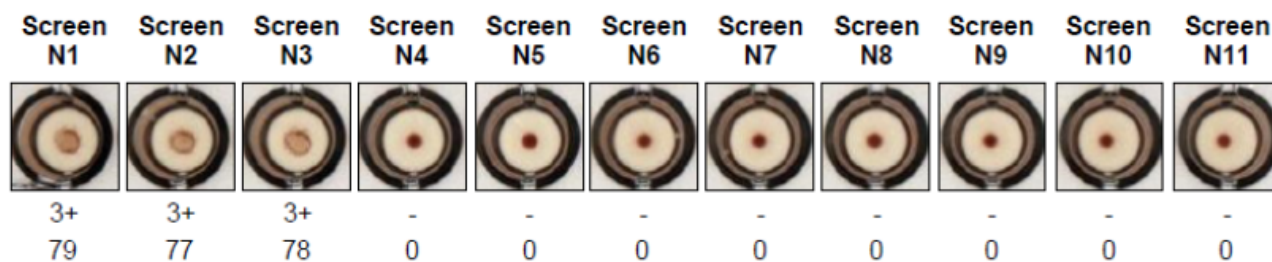 Screen Screen Screen Screen Screen Screen Screen Screen Screen Screen Screen
N1 N2 N3 N4 N5 N6 N7 N8 N9 N10 N11
3+ 3+ 3+ - - - - - - - -
79 77 78 0 0 0 0 0 0 0 0